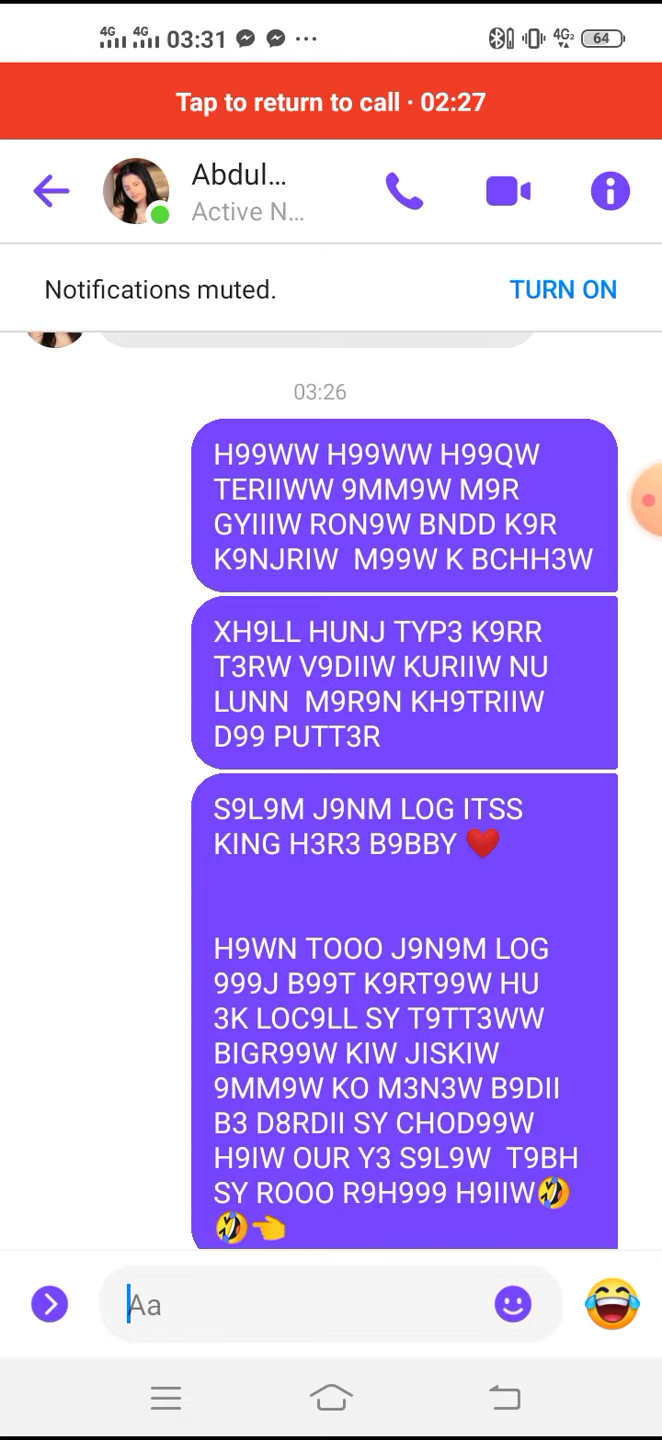 4G 4G 03:31 ... 4G2 64
Tap to return to call · 02:27
Abdul...
Active N...
Notifications muted. TURN ON
03:26
H99WW H99WW H99QW
TERIIWW 9MM9W M9R
GYIIIW RON9W BNDD K9R
K9NJRIW M99W K BCHH3W
XH9LL HUNJ TYP3 K9RR
T3RW V9DIIW KURIIW NU
LUNN M9R9N KH9TRIIW
D99 PUTT3R
S9L9M J9NM LOG ITSS
KING H3R3 B9BBY ❤️
H9WN TOOO J9N9M LOG
999J B99T K9RT99W HU
3K LOC9LL SY T9TT3WW
BIGR99W KIW JISKIW
9MM9W KO M3N3W B9DII
B3 D8RDII SY CHOD99W
H9IW OUR Y3 S9L9W T9BH
SY ROOO R9H999 H9IIW🤣
🤣👈
Aa